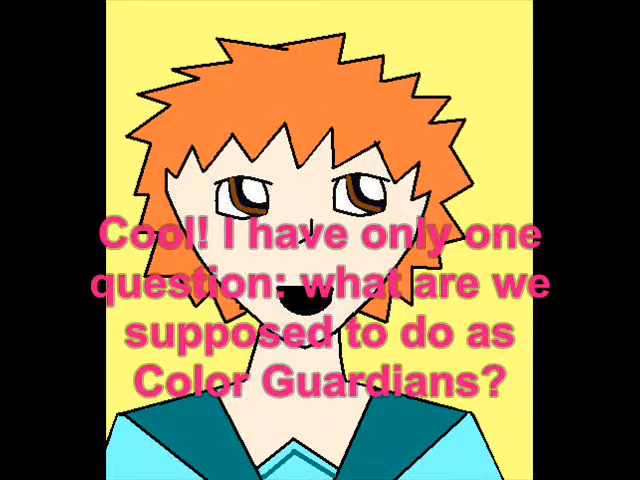 Cool! I have only one
question: what are we
supposed to do as
Color Guardians?